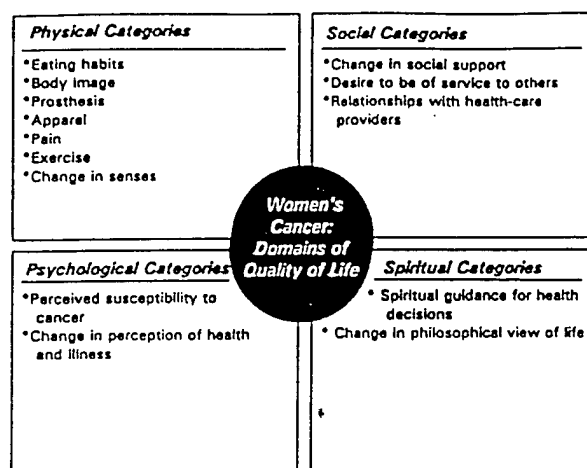 Physical Categories
*Eating habits
*Body image
*Prosthesis
*Apparel
*Pain
*Exercise
*Change in senses
Social Categories
*Change in social support
*Desire to be of service to others
*Relationships with health-care
providers
Women's
Cancer:
Domains of
Quality of Life
Psychological Categories
*Perceived susceptibility to
cancer
*Change in perception of health
and illness
Spiritual Categories
* Spiritual guidance for health
decisions
*Change in philosophical view of life